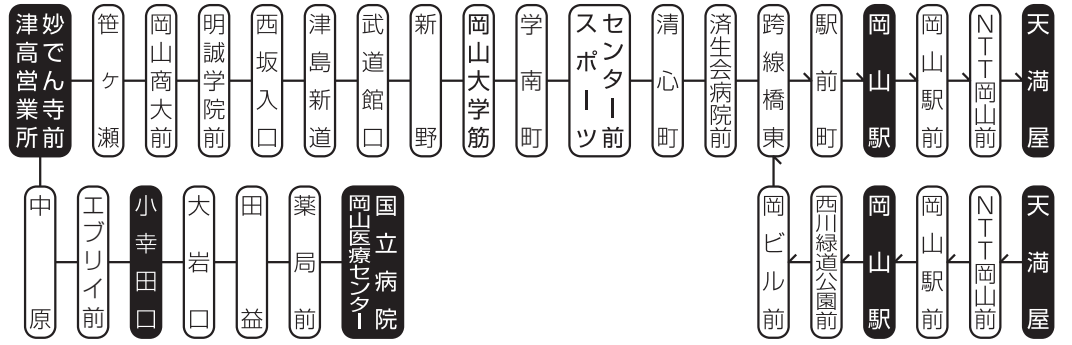 妙でん寺前
津高営業所
笹ヶ瀬
岡山商大前
明誠学院前
西坂入口
津島新道
武道館口
新野
岡山大学筋
学南町
スポーツ
センター前
清心町
済生会病院前
跨線橋東
駅前町
岡山駅
岡山駅前
NTT岡山前
天満屋
中原
エブリイ前
小幸田口
大岩口
田益
薬局前
国立病院
岡山医療センター
岡ビル前
西川緑道公園前
岡山駅
岡山駅前
NTT岡山前
天満屋